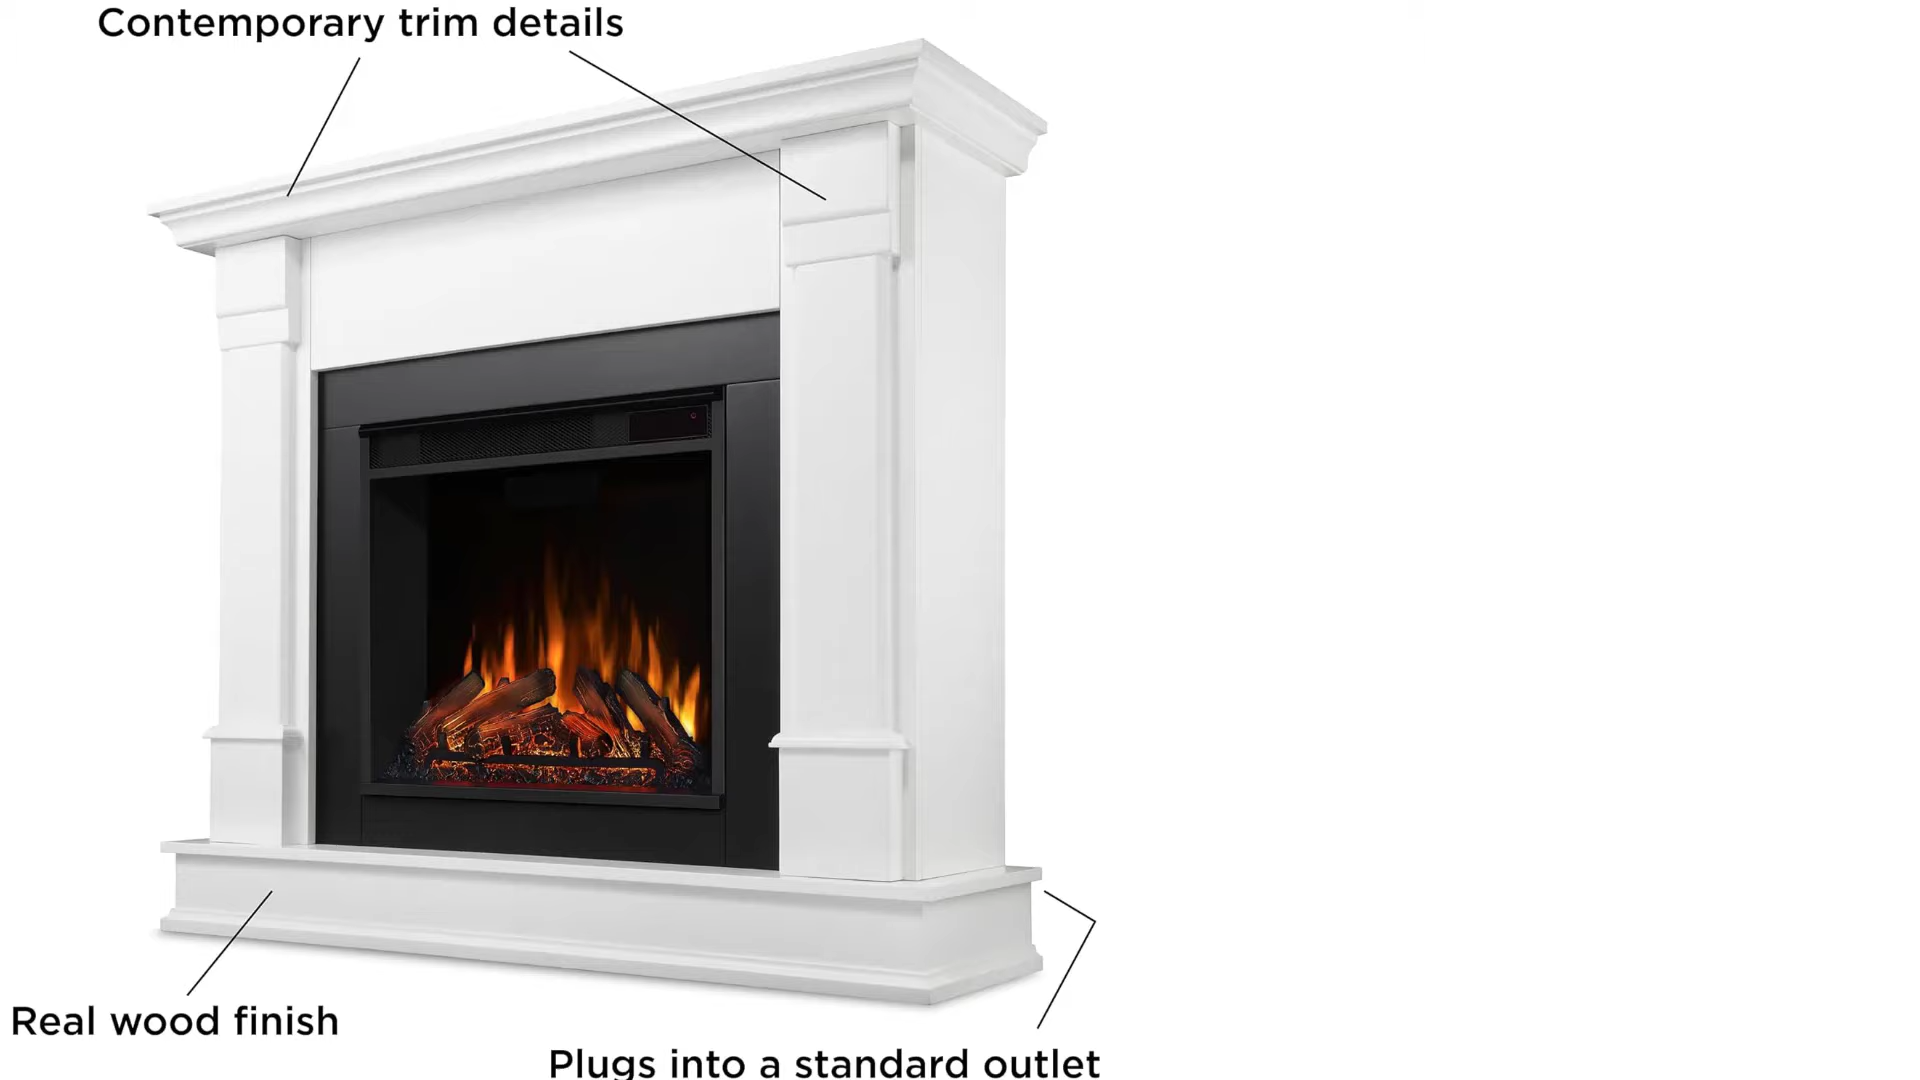 Contemporary trim details
Real wood finish
Plugs into a standard outlet